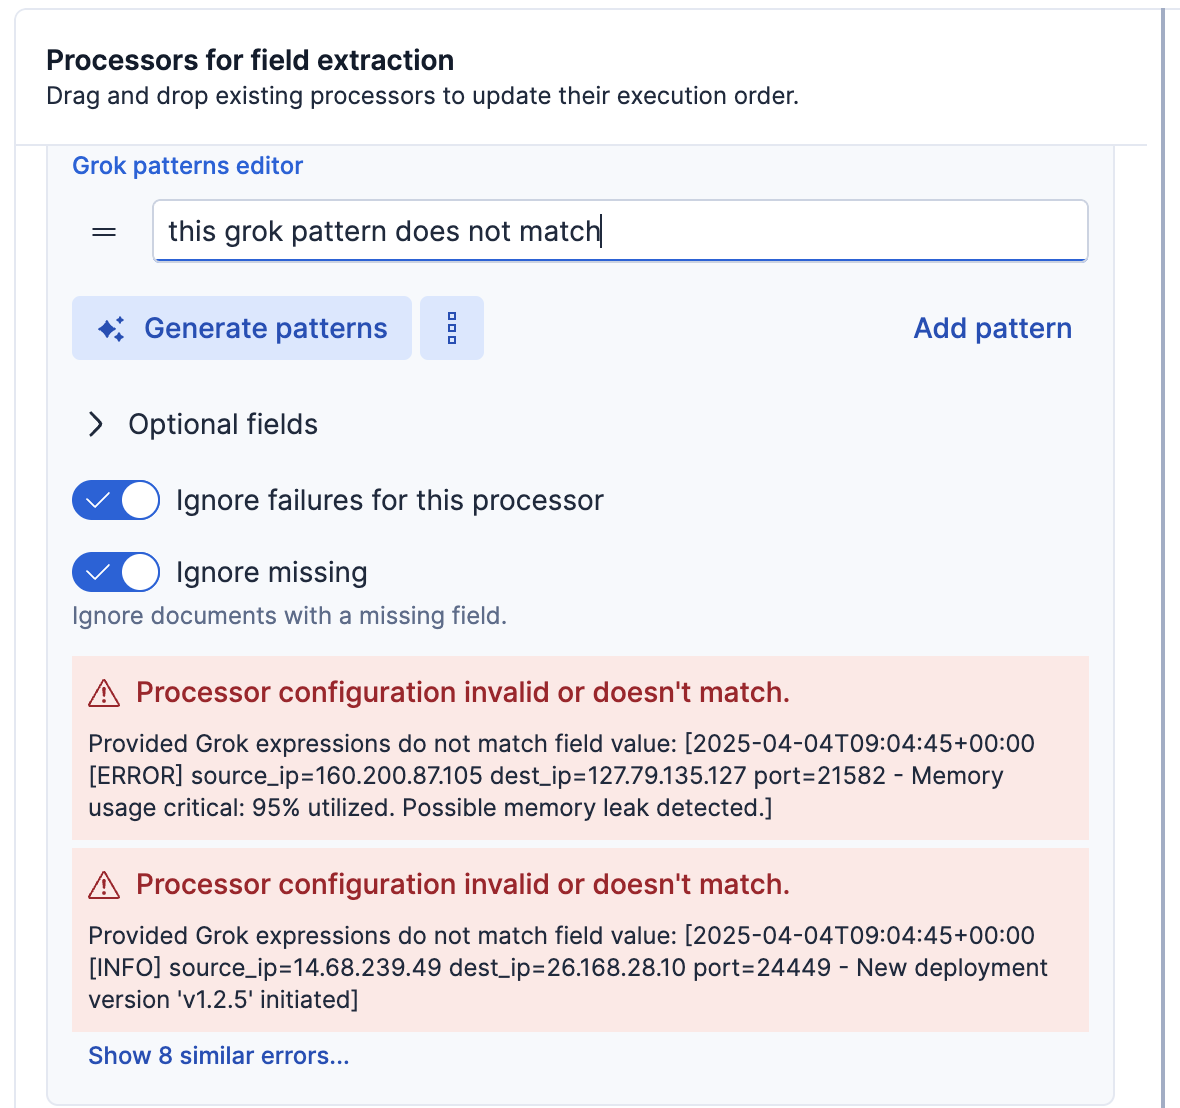 Processors for field extraction
Drag and drop existing processors to update their execution order.
Grok patterns editor
this grok pattern does not match
Generate patterns
Add pattern
Optional fields
Ignore failures for this processor
Ignore missing
Ignore documents with a missing field.
Processor configuration invalid or doesn't match.
Provided Grok expressions do not match field value: [2025-04-04T09:04:45+00:00
[ERROR] source_ip=160.200.87.105 dest_ip=127.79.135.127 port=21582 - Memory
usage critical: 95% utilized. Possible memory leak detected.]
Processor configuration invalid or doesn't match.
Provided Grok expressions do not match field value: [2025-04-04T09:04:45+00:00
[INFO] source_ip=14.68.239.49 dest_ip=26.168.28.10 port=24449 - New deployment
version 'v1.2.5' initiated]
Show 8 similar errors...